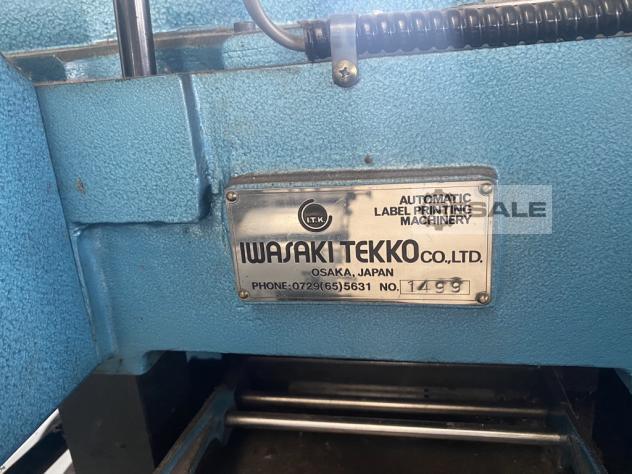 I.T.K
AUTOMATIC
LABEL PRINTING
MACHINERY
SALE
IWASAKI TEKKO CO.,LTD.
OSAKA, JAPAN
PHONE:0729(65)5631 NO. 1499